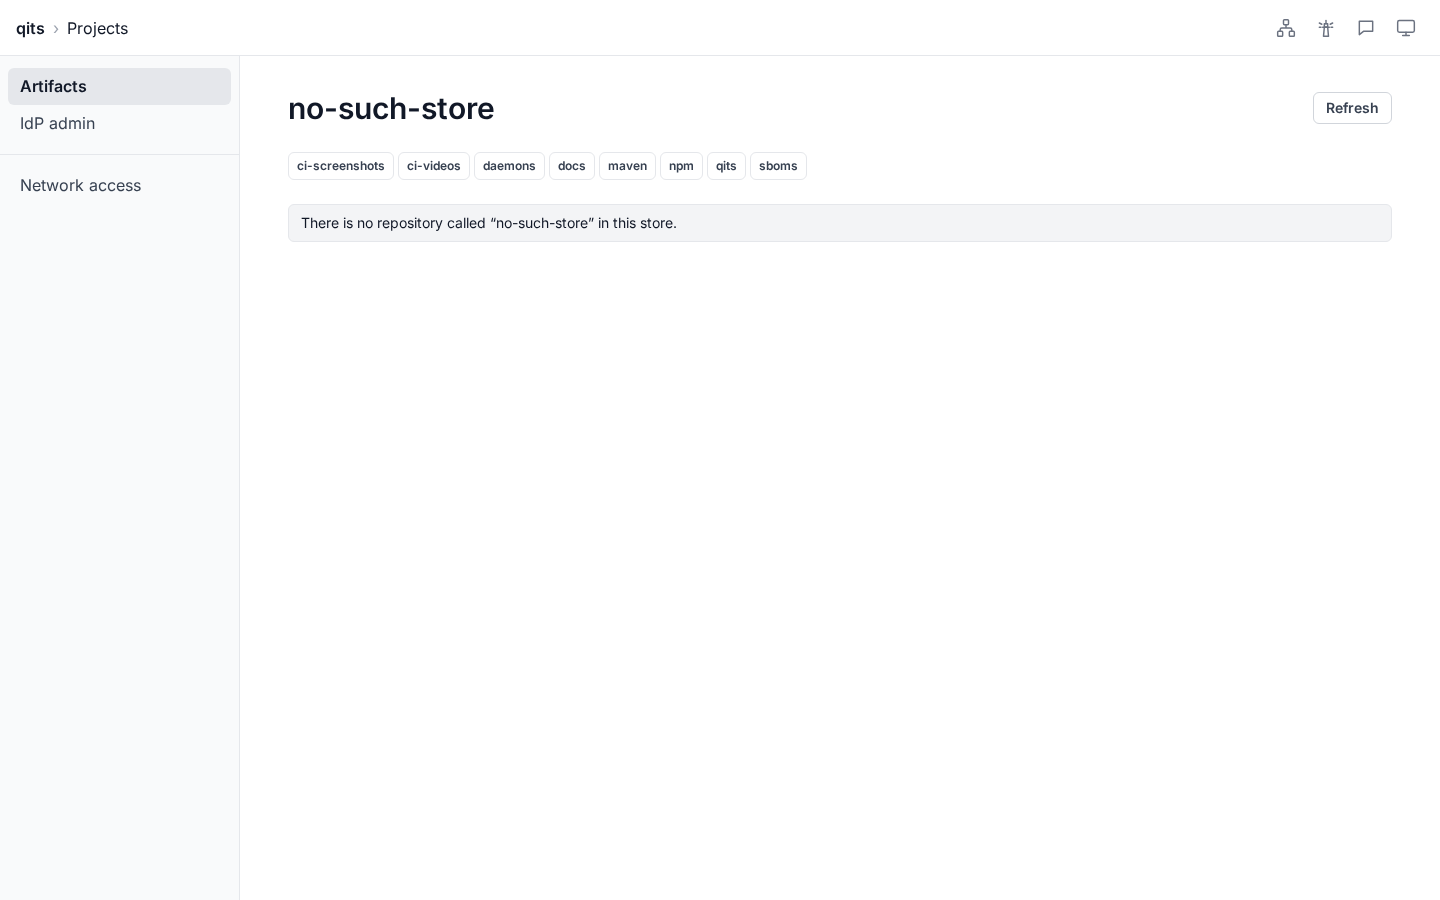 qits › Projects
Artifacts
IdP admin
Network access
no-such-store
Refresh
ci-screenshots ci-videos daemons docs maven npm qits sboms
There is no repository called “no-such-store” in this store.